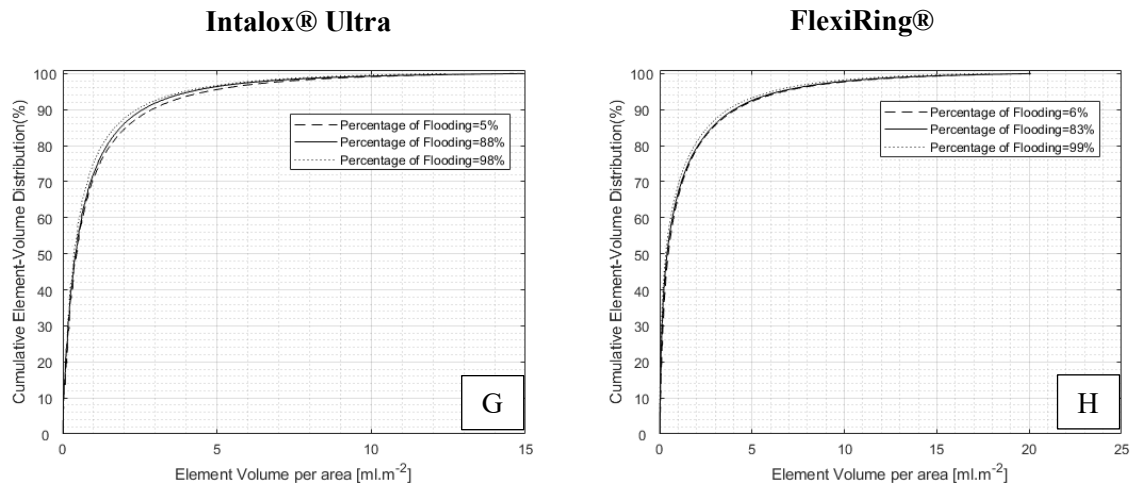 Intalox® Ultra
Cumulative Element-Volume Distribution(%)
100
90
80
70
60
50
40
30
20
10
0
Percentage of Flooding=5%
Percentage of Flooding=88%
Percentage of Flooding=98%
G
0 5 10 15
Element Volume per area [ml.m⁻²]
FlexiRing®
Cumulative Element-Volume Distribution(%)
100
90
80
70
60
50
40
30
20
10
0
Percentage of Flooding=6%
Percentage of Flooding=83%
Percentage of Flooding=99%
H
0 5 10 15 20 25
Element Volume per area [ml.m⁻²]